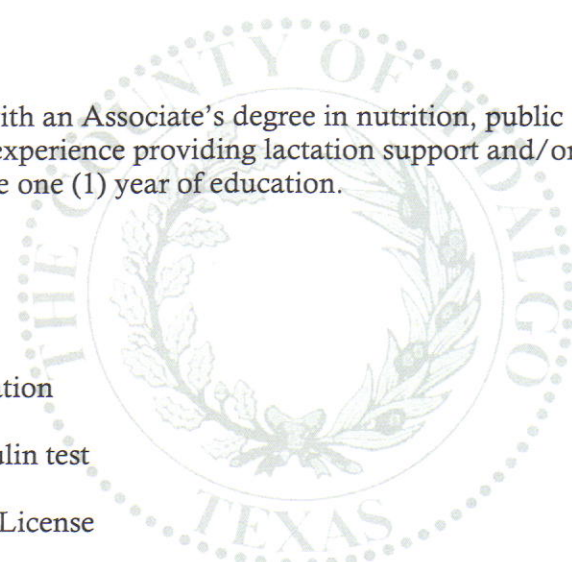 ith an Associate's degree in nutrition, public
experience providing lactation support and/or
e one (1) year of education.
THE COUNTY OF HIDALGO
ation
ulin test
License
TEXAS